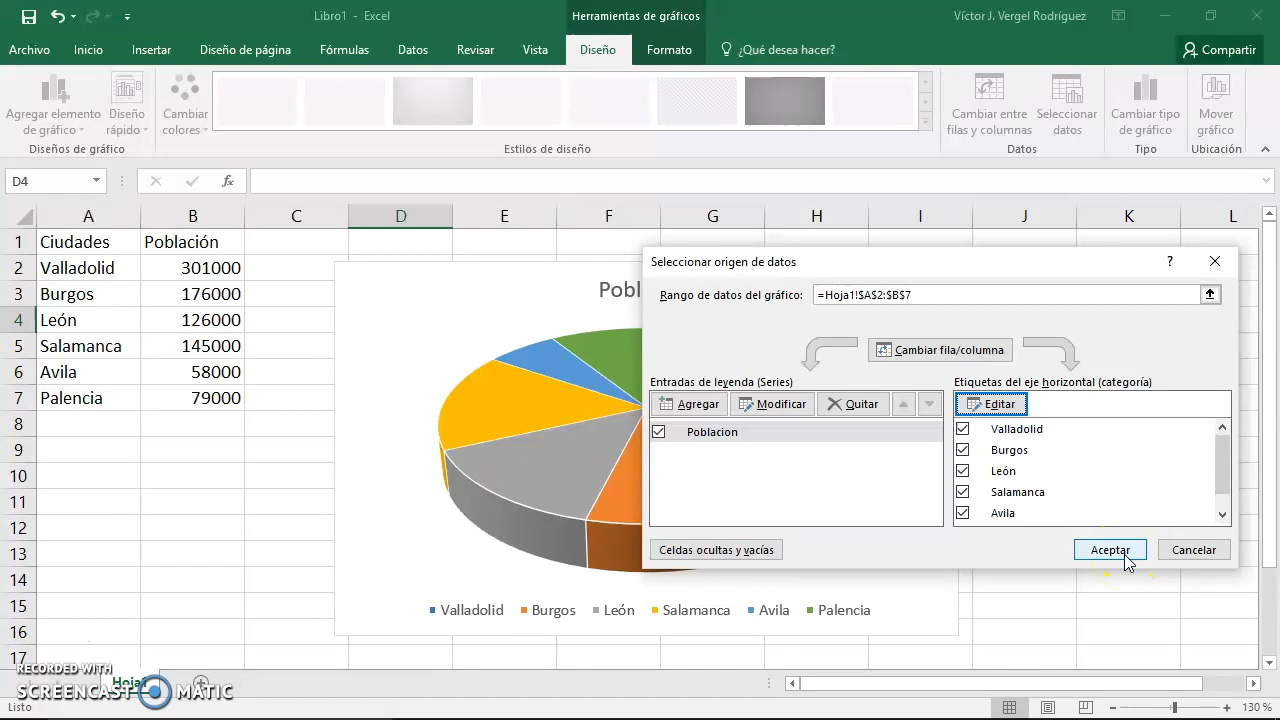 Libro1 - Excel
Herramientas de gráficos
Víctor J. Vergel Rodríguez
Archivo Inicio Insertar Diseño de página Fórmulas Datos Revisar Vista Diseño Formato ¿Qué desea hacer? Compartir
Agregar elemento de gráfico
Diseño rápido
Cambiar colores
Cambiar entre filas y columnas
Seleccionar datos
Cambiar tipo de gráfico
Mover gráfico
Diseños de gráfico Estilos de diseño Datos Tipo Ubicación
D4 fx
A B C D E F G H I J K L
1 Ciudades Población
2 Valladolid 301000
3 Burgos 176000
4 León 126000
5 Salamanca 145000
6 Avila 58000
7 Palencia 79000
8
9
10
11
12
13
14
15
16
17
Pobl
Valladolid Burgos León Salamanca Avila Palencia
Seleccionar origen de datos ?
Rango de datos del gráfico: =Hoja1!$A$2:$B$7
Cambiar fila/columna
Entradas de leyenda (Series)
Agregar Modificar Quitar
Poblacion
Etiquetas del eje horizontal (categoría)
Editar
Valladolid
Burgos
León
Salamanca
Avila
Celdas ocultas y vacías
Aceptar Cancelar
RECORDED WITH
SCREENCAST MATIC
Listo
130 %